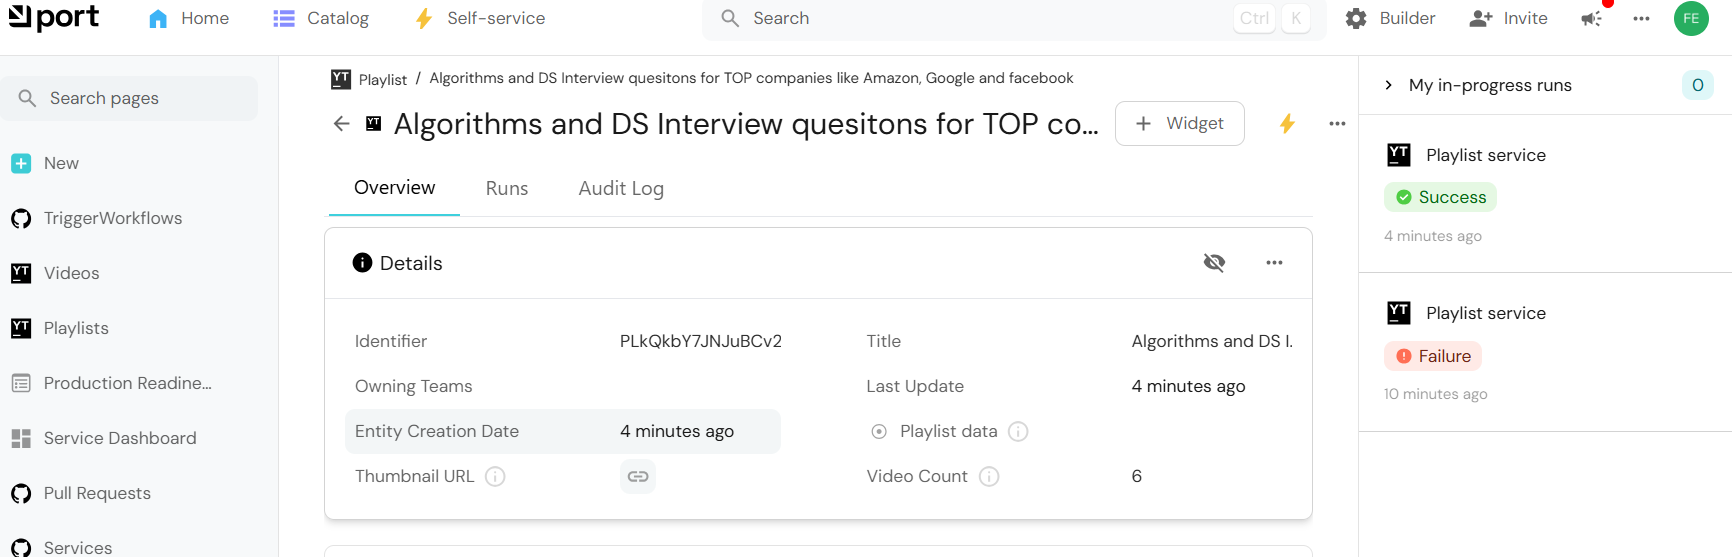 port
Home
Catalog
Self-service
Search
Ctrl
K
Builder
Invite
FE
Search pages
New
TriggerWorkflows
YT
Videos
YT
Playlists
Production Readine...
Service Dashboard
Pull Requests
Services
YT
Playlist / Algorithms and DS Interview quesitons for TOP companies like Amazon, Google and facebook
YT
Algorithms and DS Interview quesitons for TOP co...
+ Widget
Overview
Runs
Audit Log
Details
Identifier
PLkQkbY7JNJuBCv2
Title
Algorithms and DS I.
Owning Teams
Last Update
4 minutes ago
Entity Creation Date
4 minutes ago
Playlist data
Thumbnail URL
Video Count
6
My in-progress runs
0
YT
Playlist service
Success
4 minutes ago
YT
Playlist service
Failure
10 minutes ago